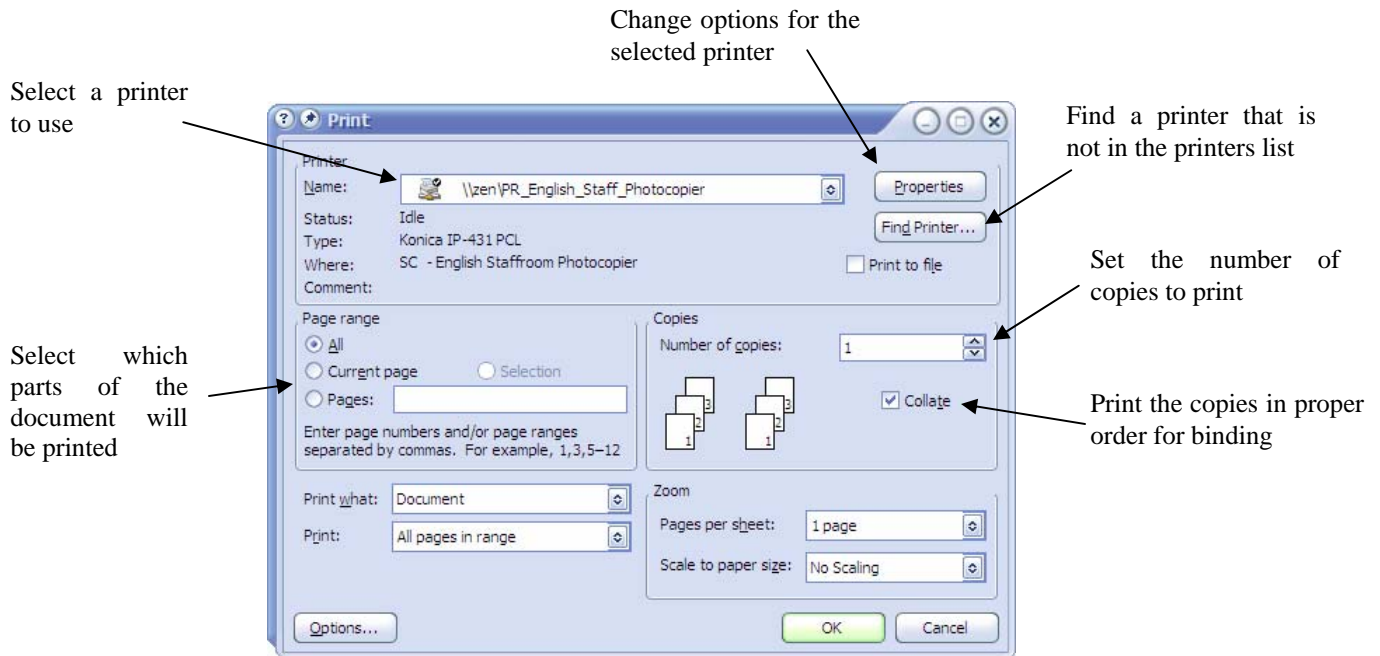 Change options for the
selected printer
Select a printer
to use
Find a printer that is
not in the printers list
Print
Printer
Name:
\\zen\PR_English_Staff_Photocopier
Properties
Status:
Idle
Find Printer...
Type:
Konica IP-431 PCL
Where:
SC - English Staffroom Photocopier
Print to file
Comment:
Set the number of
copies to print
Page range
All
Current page
Selection
Pages:
Enter page numbers and/or page ranges
separated by commas. For example, 1,3,5–12
Select which
parts of the
document will
be printed
Copies
Number of copies:
1
3
2
1
3
2
1
Collate
Print the copies in proper
order for binding
Print what:
Document
Print:
All pages in range
Zoom
Pages per sheet:
1 page
Scale to paper size:
No Scaling
Options...
OK
Cancel